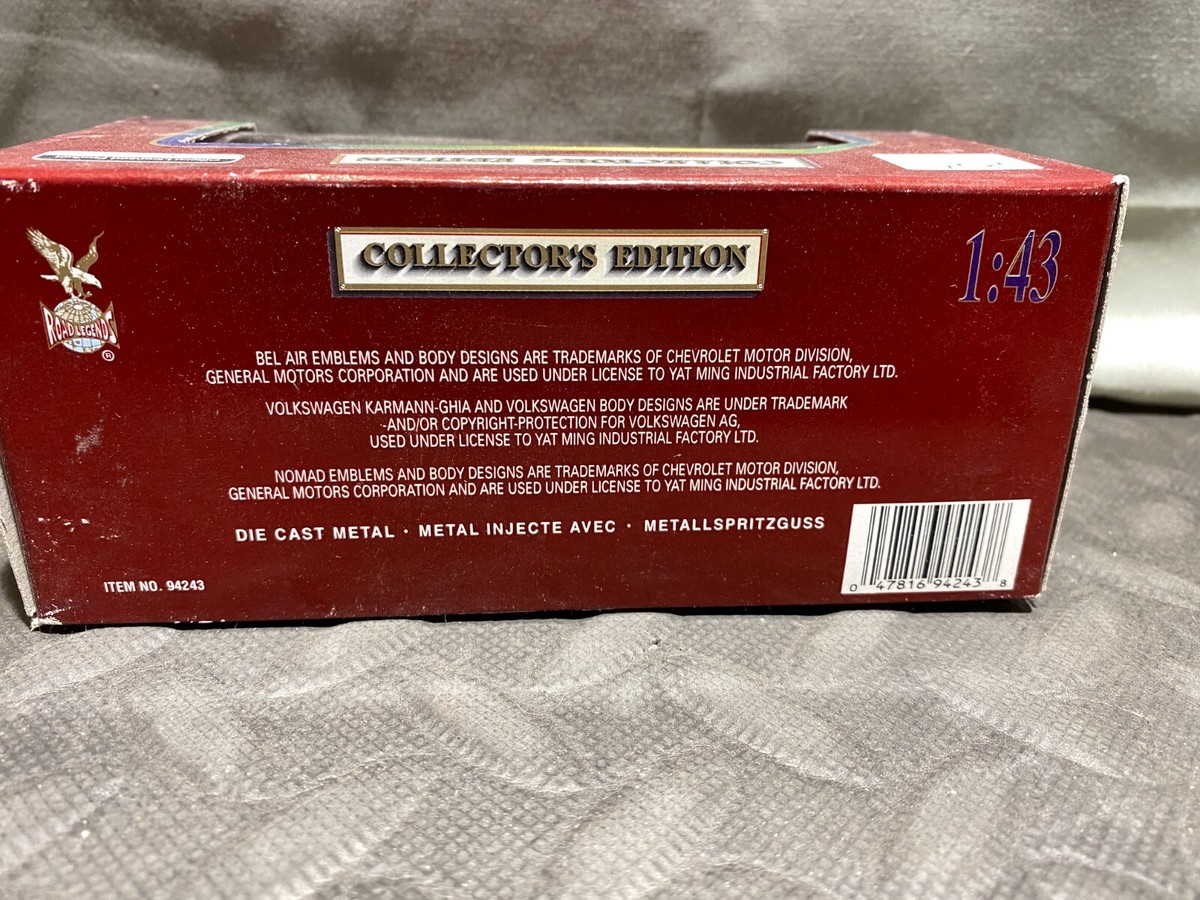 COLLECTOR'S EDITION
COLLECTOR'S EDITION
1:43
ROAD LEGENDS
®
BEL AIR EMBLEMS AND BODY DESIGNS ARE TRADEMARKS OF CHEVROLET MOTOR DIVISION,
GENERAL MOTORS CORPORATION AND ARE USED UNDER LICENSE TO YAT MING INDUSTRIAL FACTORY LTD.
VOLKSWAGEN KARMANN-GHIA AND VOLKSWAGEN BODY DESIGNS ARE UNDER TRADEMARK
-AND/OR COPYRIGHT-PROTECTION FOR VOLKSWAGEN AG,
USED UNDER LICENSE TO YAT MING INDUSTRIAL FACTORY LTD.
NOMAD EMBLEMS AND BODY DESIGNS ARE TRADEMARKS OF CHEVROLET MOTOR DIVISION,
GENERAL MOTORS CORPORATION AND ARE USED UNDER LICENSE TO YAT MING INDUSTRIAL FACTORY LTD.
DIE CAST METAL · METAL INJECTE AVEC · METALLSPRITZGUSS
ITEM NO. 94243
0 47816 94243 8